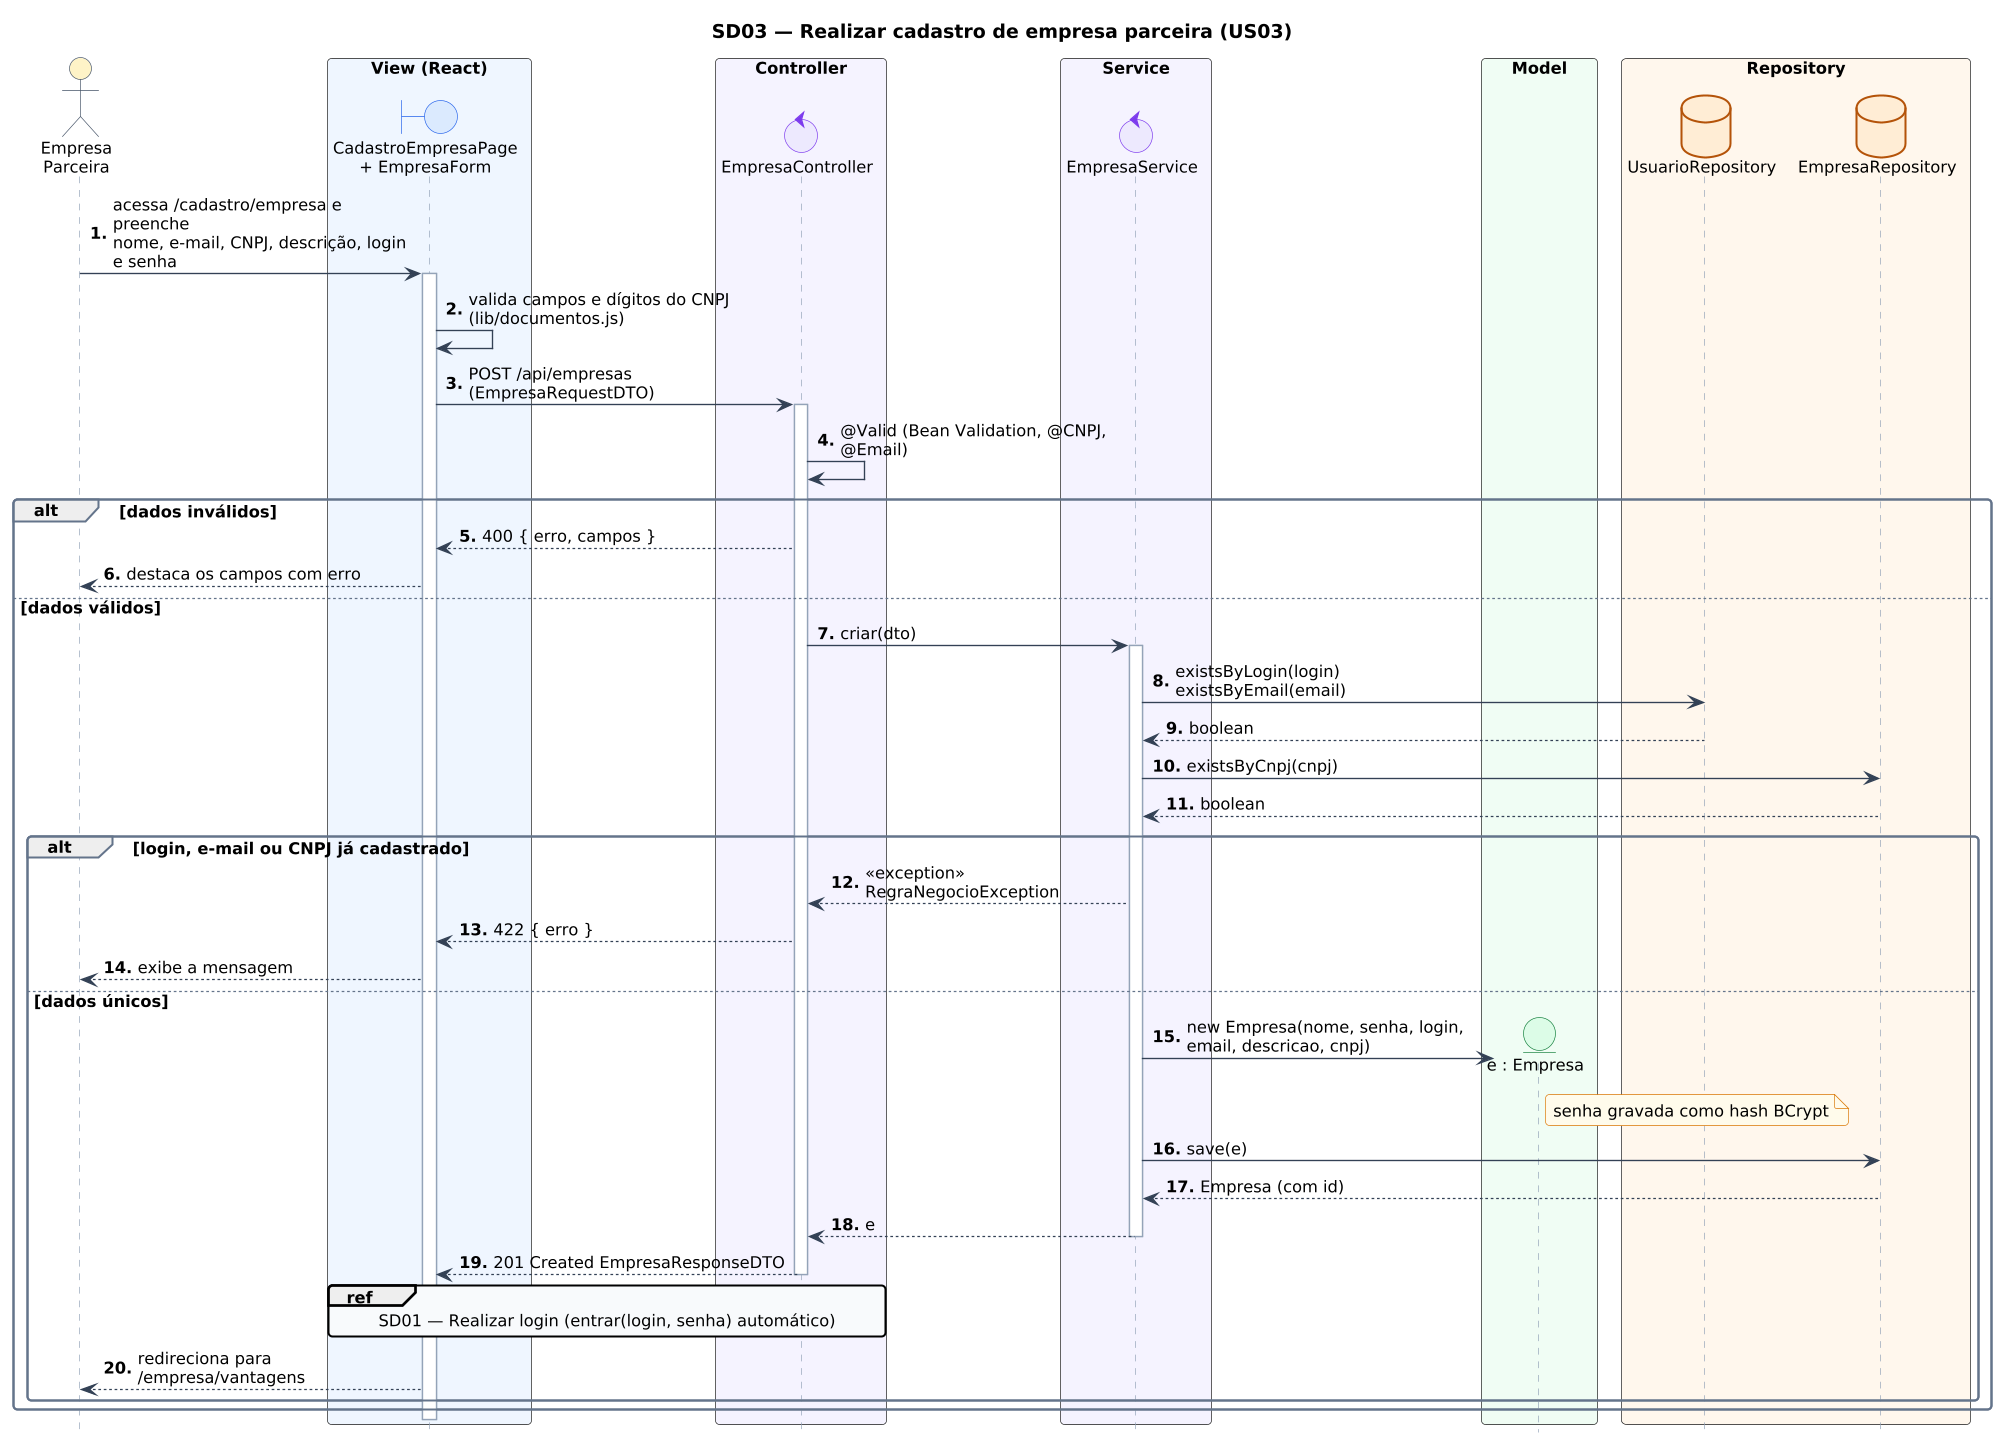 SD03 — Realizar cadastro de empresa parceira (US03)
View (React)
Controller
Service
Model
Repository
Empresa
Parceira
CadastroEmpresaPage
+ EmpresaForm
EmpresaController
EmpresaService
UsuarioRepository
EmpresaRepository
1. acessa /cadastro/empresa e
preenche
nome, e-mail, CNPJ, descrição, login
e senha
2. valida campos e dígitos do CNPJ
(lib/documentos.js)
3. POST /api/empresas
(EmpresaRequestDTO)
4. @Valid (Bean Validation, @CNPJ,
@Email)
alt [dados inválidos]
5. 400 { erro, campos }
6. destaca os campos com erro
[dados válidos]
7. criar(dto)
8. existsByLogin(login)
existsByEmail(email)
9. boolean
10. existsByCnpj(cnpj)
11. boolean
alt [login, e-mail ou CNPJ já cadastrado]
12. «exception»
RegraNegocioException
13. 422 { erro }
14. exibe a mensagem
[dados únicos]
15. new Empresa(nome, senha, login,
email, descricao, cnpj)
e : Empresa
senha gravada como hash BCrypt
16. save(e)
17. Empresa (com id)
18. e
19. 201 Created EmpresaResponseDTO
ref
SD01 — Realizar login (entrar(login, senha) automático)
20. redireciona para
/empresa/vantagens